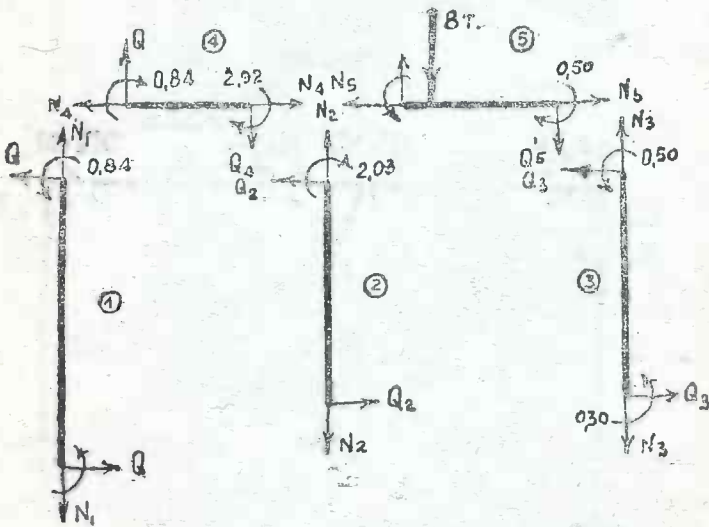 Q ④ 8т. ⑤
0,84 2,02 0,50
N₄ N₄ N₅ N₅
N₁ N₂ N₃
Q 0,84 Q₄ Q₂ 2,03 Q₅ Q₃ 0,50
① ② ③
Q₂ Q₃
0,30
N₂ N₃
Q
N₁